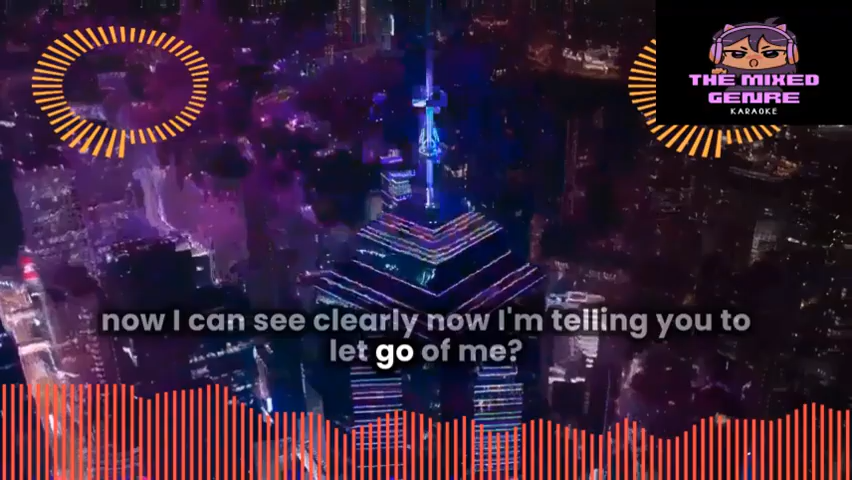 THE MIXED
GENRE
KARAOKE
now I can see clearly now I'm telling you to
let go of me?